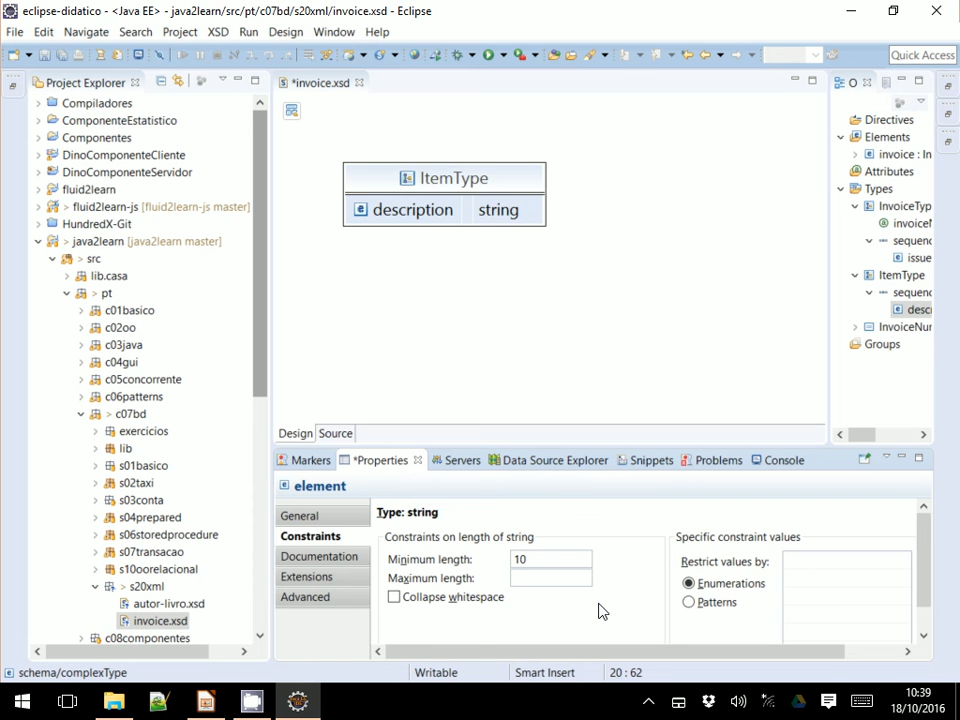 eclipse-didatico - <Java EE> - java2learn/src/pt/c07bd/s20xml/invoice.xsd - Eclipse
File Edit Navigate Search Project XSD Run Design Window Help
Quick Access
Project Explorer
*invoice.xsd
O
Compiladores
ComponenteEstatistico
Componentes
DinoComponenteCliente
DinoComponenteServidor
fluid2learn
> fluid2learn-js [fluid2learn-js master]
HundredX-Git
> java2learn [java2learn master]
> src
lib.casa
> pt
c01basico
c02oo
c03java
c04gui
c05concorrente
c06patterns
> c07bd
exercicios
lib
s01basico
s02taxi
s03conta
s04prepared
s06storedprocedure
s07transacao
s10oorelacional
> s20xml
autor-livro.xsd
invoice.xsd
c08componentes
ItemType
description string
Design Source
Directives
Elements
invoice : In
Attributes
Types
InvoiceTyp
invoiceN
sequenc
issue
ItemType
sequenc
descr
InvoiceNur
Groups
Markers *Properties Servers Data Source Explorer Snippets Problems Console
element
General
Constraints
Documentation
Extensions
Advanced
Type: string
Constraints on length of string
Minimum length: 10
Maximum length:
Collapse whitespace
Specific constraint values
Restrict values by:
Enumerations
Patterns
schema/complexType
Writable
Smart Insert
20 : 62
10:39
18/10/2016